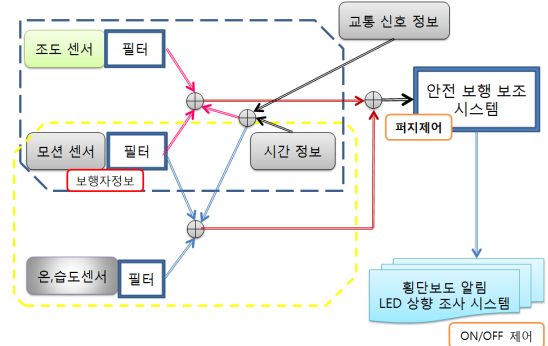 교통 신호 정보
조도 센서
필터
안전 보행 보조
시스템
퍼지제어
모션 센서
필터
시간 정보
보행자정보
온,습도센서
필터
횡단보도 알림
LED 상향 조사 시스템
ON/OFF 제어